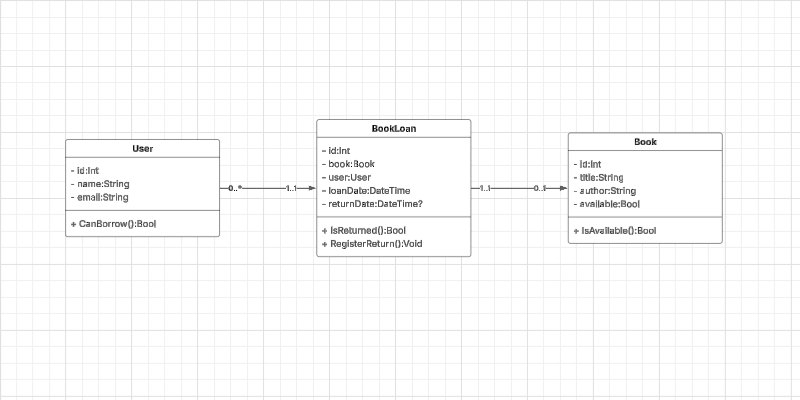 User
- id:Int
- name:String
- email:String
+ CanBorrow():Bool
0..*
1..1
BookLoan
- id:Int
- book:Book
- user:User
- loanDate:DateTime
- returnDate:DateTime?
+ IsReturned():Bool
+ RegisterReturn():Void
1..1
0..1
Book
- id:Int
- title:String
- author:String
- available:Bool
+ IsAvailable():Bool